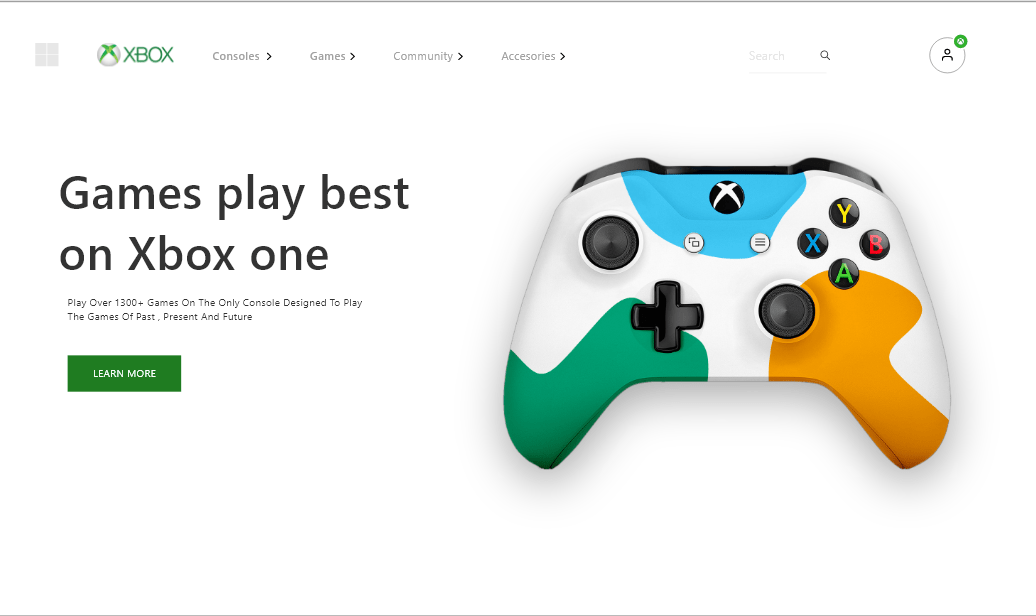 XBOX
Consoles
Games
Community
Accesories
Search
Games play best
on Xbox one
Play Over 1300+ Games On The Only Console Designed To Play
The Games Of Past , Present And Future
LEARN MORE
Y
X
B
A